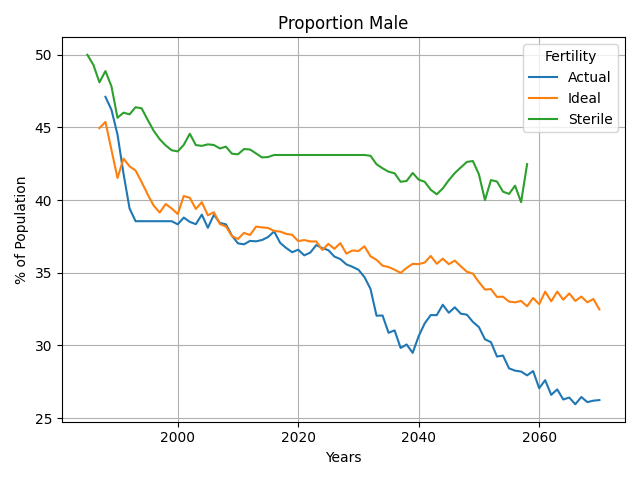 Proportion Male
% of Population
50
45
40
35
30
25
Fertility
Actual
Ideal
Sterile
2000 2020 2040 2060
Years